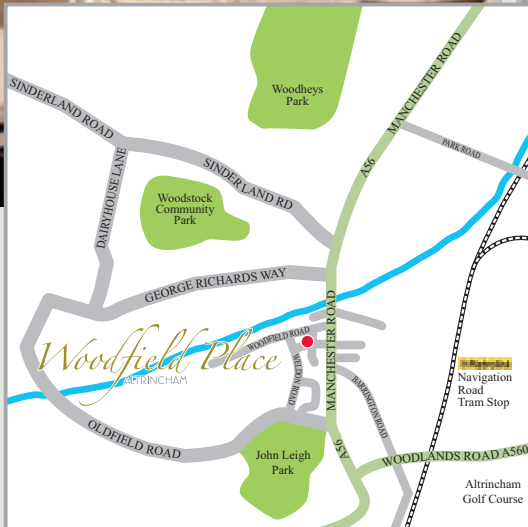 Woodheys
Park
MANCHESTER ROAD
SINDERLAND ROAD
A56
PARK ROAD
SINDERLAND RD
DAIRYHOUSE LANE
Woodstock
Community
Park
GEORGE RICHARDS WAY
MANCHESTER ROAD
WOODFIELD ROAD
Woodfield Place
ALTRINCHAM
WELDON ROAD
BARRINGTON ROAD
Navigation
Road
Tram Stop
OLDFIELD ROAD
A56
John Leigh
Park
WOODLANDS ROAD A560
Altrincham
Golf Course